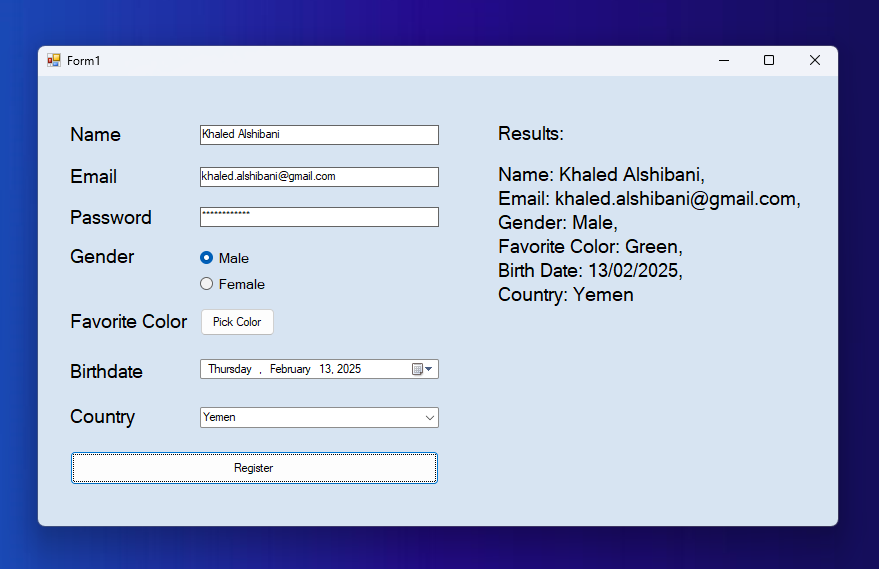 Form1
Name
Khaled Alshibani
Email
khaled.alshibani@gmail.com
Password
************
Gender
Male
Female
Favorite Color
Pick Color
Birthdate
Thursday , February 13, 2025
Country
Yemen
Register
Results:
Name: Khaled Alshibani,
Email: khaled.alshibani@gmail.com,
Gender: Male,
Favorite Color: Green,
Birth Date: 13/02/2025,
Country: Yemen